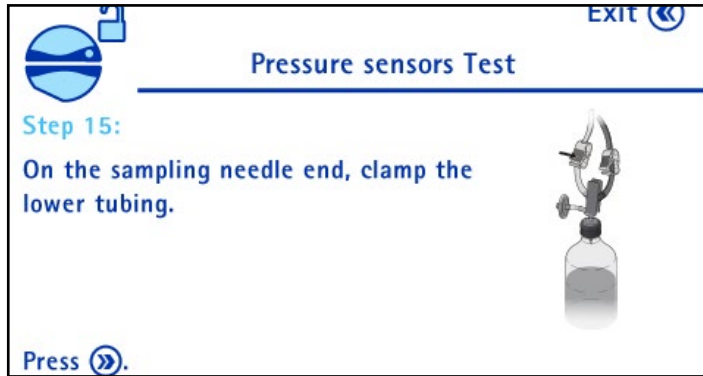 Exit
Pressure sensors Test
Step 15:
On the sampling needle end, clamp the
lower tubing.
Press .